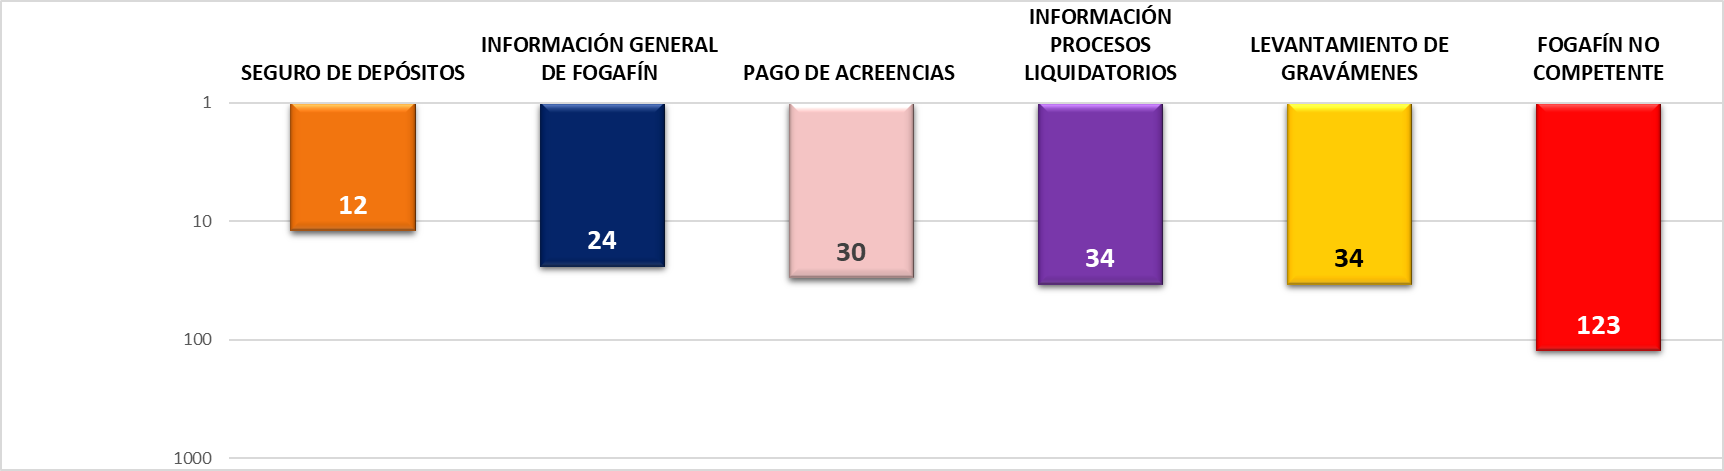 SEGURO DE DEPÓSITOS
INFORMACIÓN GENERAL
DE FOGAFÍN
PAGO DE ACREENCIAS
INFORMACIÓN
PROCESOS
LIQUIDATORIOS
LEVANTAMIENTO DE
GRAVÁMENES
FOGAFÍN NO
COMPETENTE
1
10
100
1000
12
24
30
34
34
123